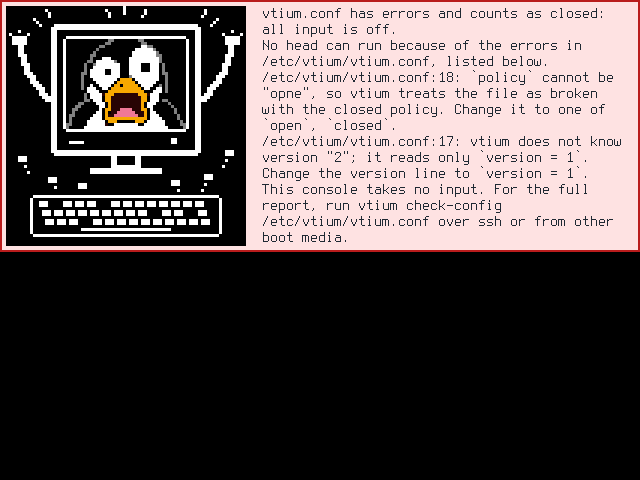 vtium.conf has errors and counts as closed:
all input is off.
No head can run because of the errors in
/etc/vtium/vtium.conf, listed below.
/etc/vtium/vtium.conf:18: `policy` cannot be
"opne", so vtium treats the file as broken
with the closed policy. Change it to one of
`open`, `closed`.
/etc/vtium/vtium.conf:17: vtium does not know
version "2"; it reads only `version = 1`.
Change the version line to `version = 1`.
This console takes no input. For the full
report, run vtium check-config
/etc/vtium/vtium.conf over ssh or from other
boot media.